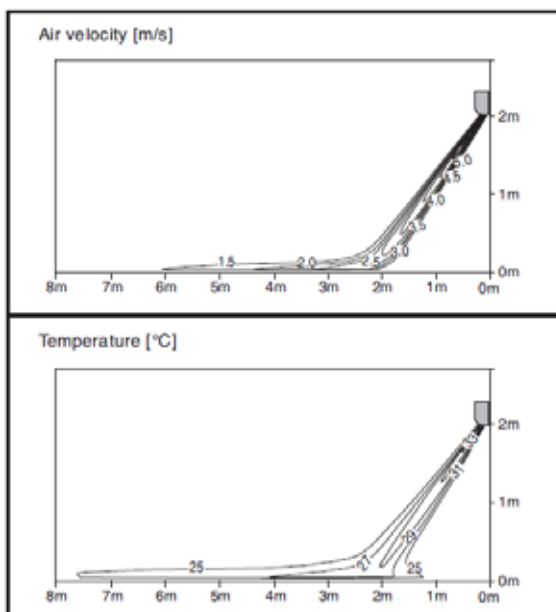 Air velocity [m/s]
2m
5.0
4.5
1m
4.0
3.5
1.5 2.0 2.5 3.0
0m
8m 7m 6m 5m 4m 3m 2m 1m 0m
Temperature [°C]
2m
33
31
1m
29
25 27 25
0m
8m 7m 6m 5m 4m 3m 2m 1m 0m